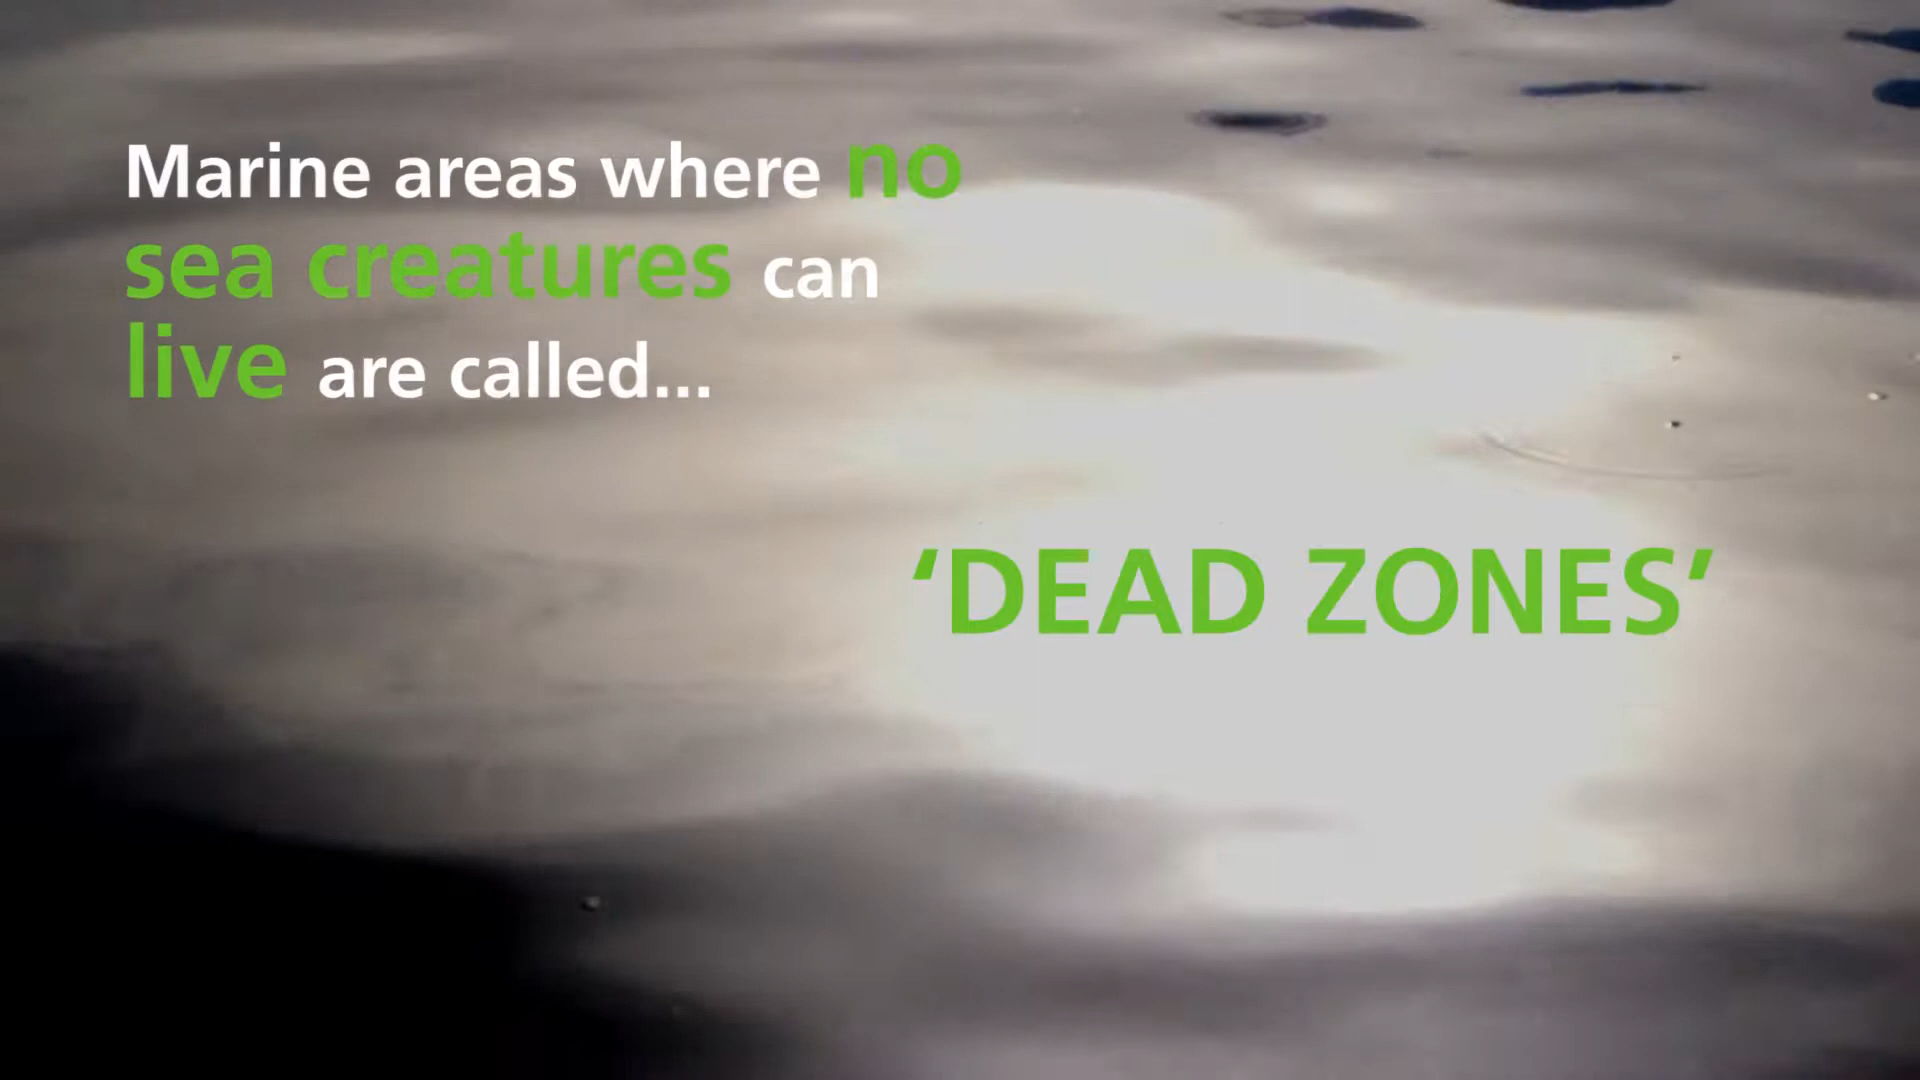 Marine areas where no
sea creatures can
live are called...
‘DEAD ZONES’